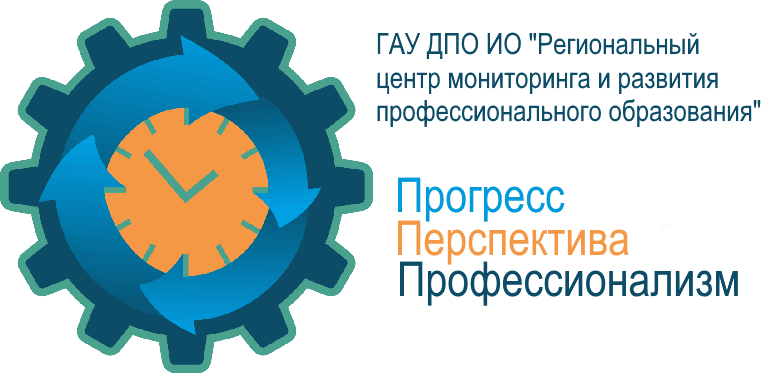 ГАУ ДПО ИО "Региональный
центр мониторинга и развития
профессионального образования"
Прогресс
Перспектива
Профессионализм